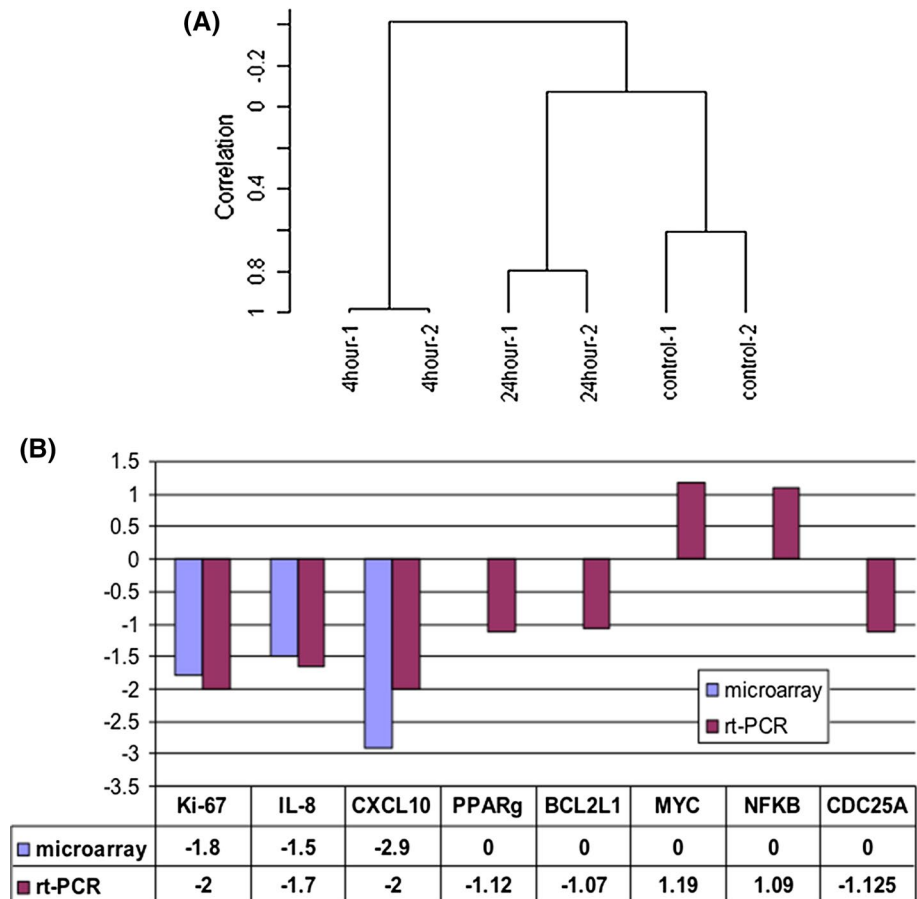 (A)
Correlation
-0.2
0
0.4
0.8
1
4hour-1
4hour-2
24hour-1
24hour-2
control-1
control-2
(B)
1.5
1
0.5
0
-0.5
-1
-1.5
-2
-2.5
-3
-3.5
microarray
rt-PCR
Ki-67 IL-8 CXCL10 PPARg BCL2L1 MYC NFKB CDC25A
microarray -1.8 -1.5 -2.9 0 0 0 0 0
rt-PCR -2 -1.7 -2 -1.12 -1.07 1.19 1.09 -1.125